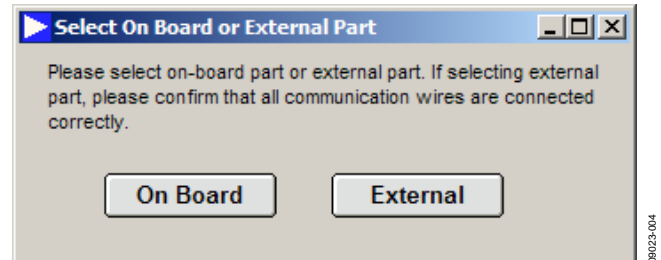 Select On Board or External Part
Please select on-board part or external part. If selecting external
part, please confirm that all communication wires are connected
correctly.
On Board
External
09023-004